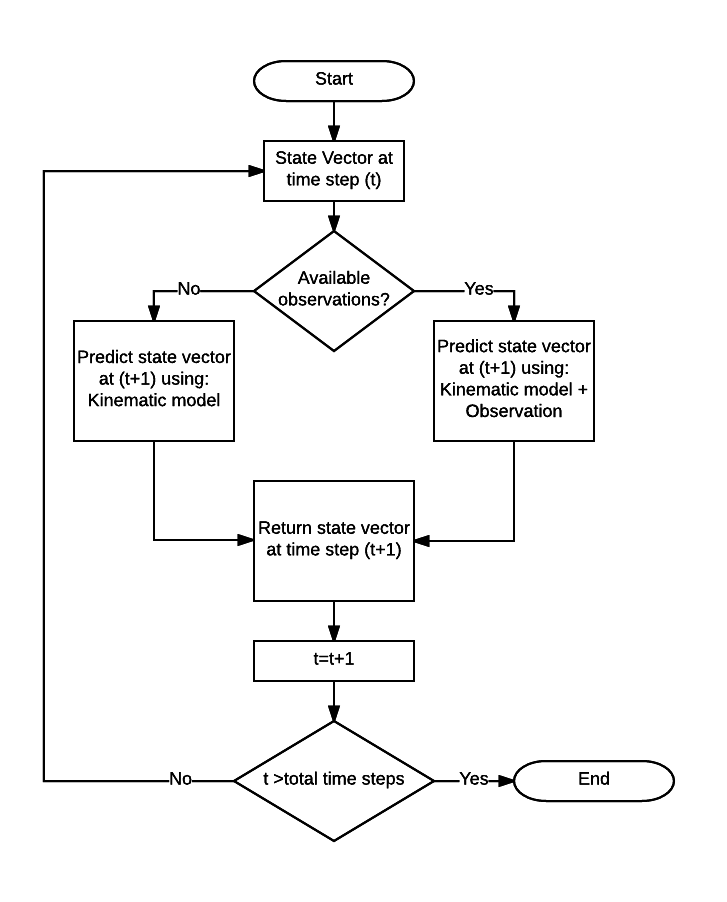 Start
State Vector at
time step (t)
Available
observations?
No
Yes
Predict state vector
at (t+1) using:
Kinematic model
Predict state vector
at (t+1) using:
Kinematic model +
Observation
Return state vector
at time step (t+1)
t=t+1
t >total time steps
No
Yes
End